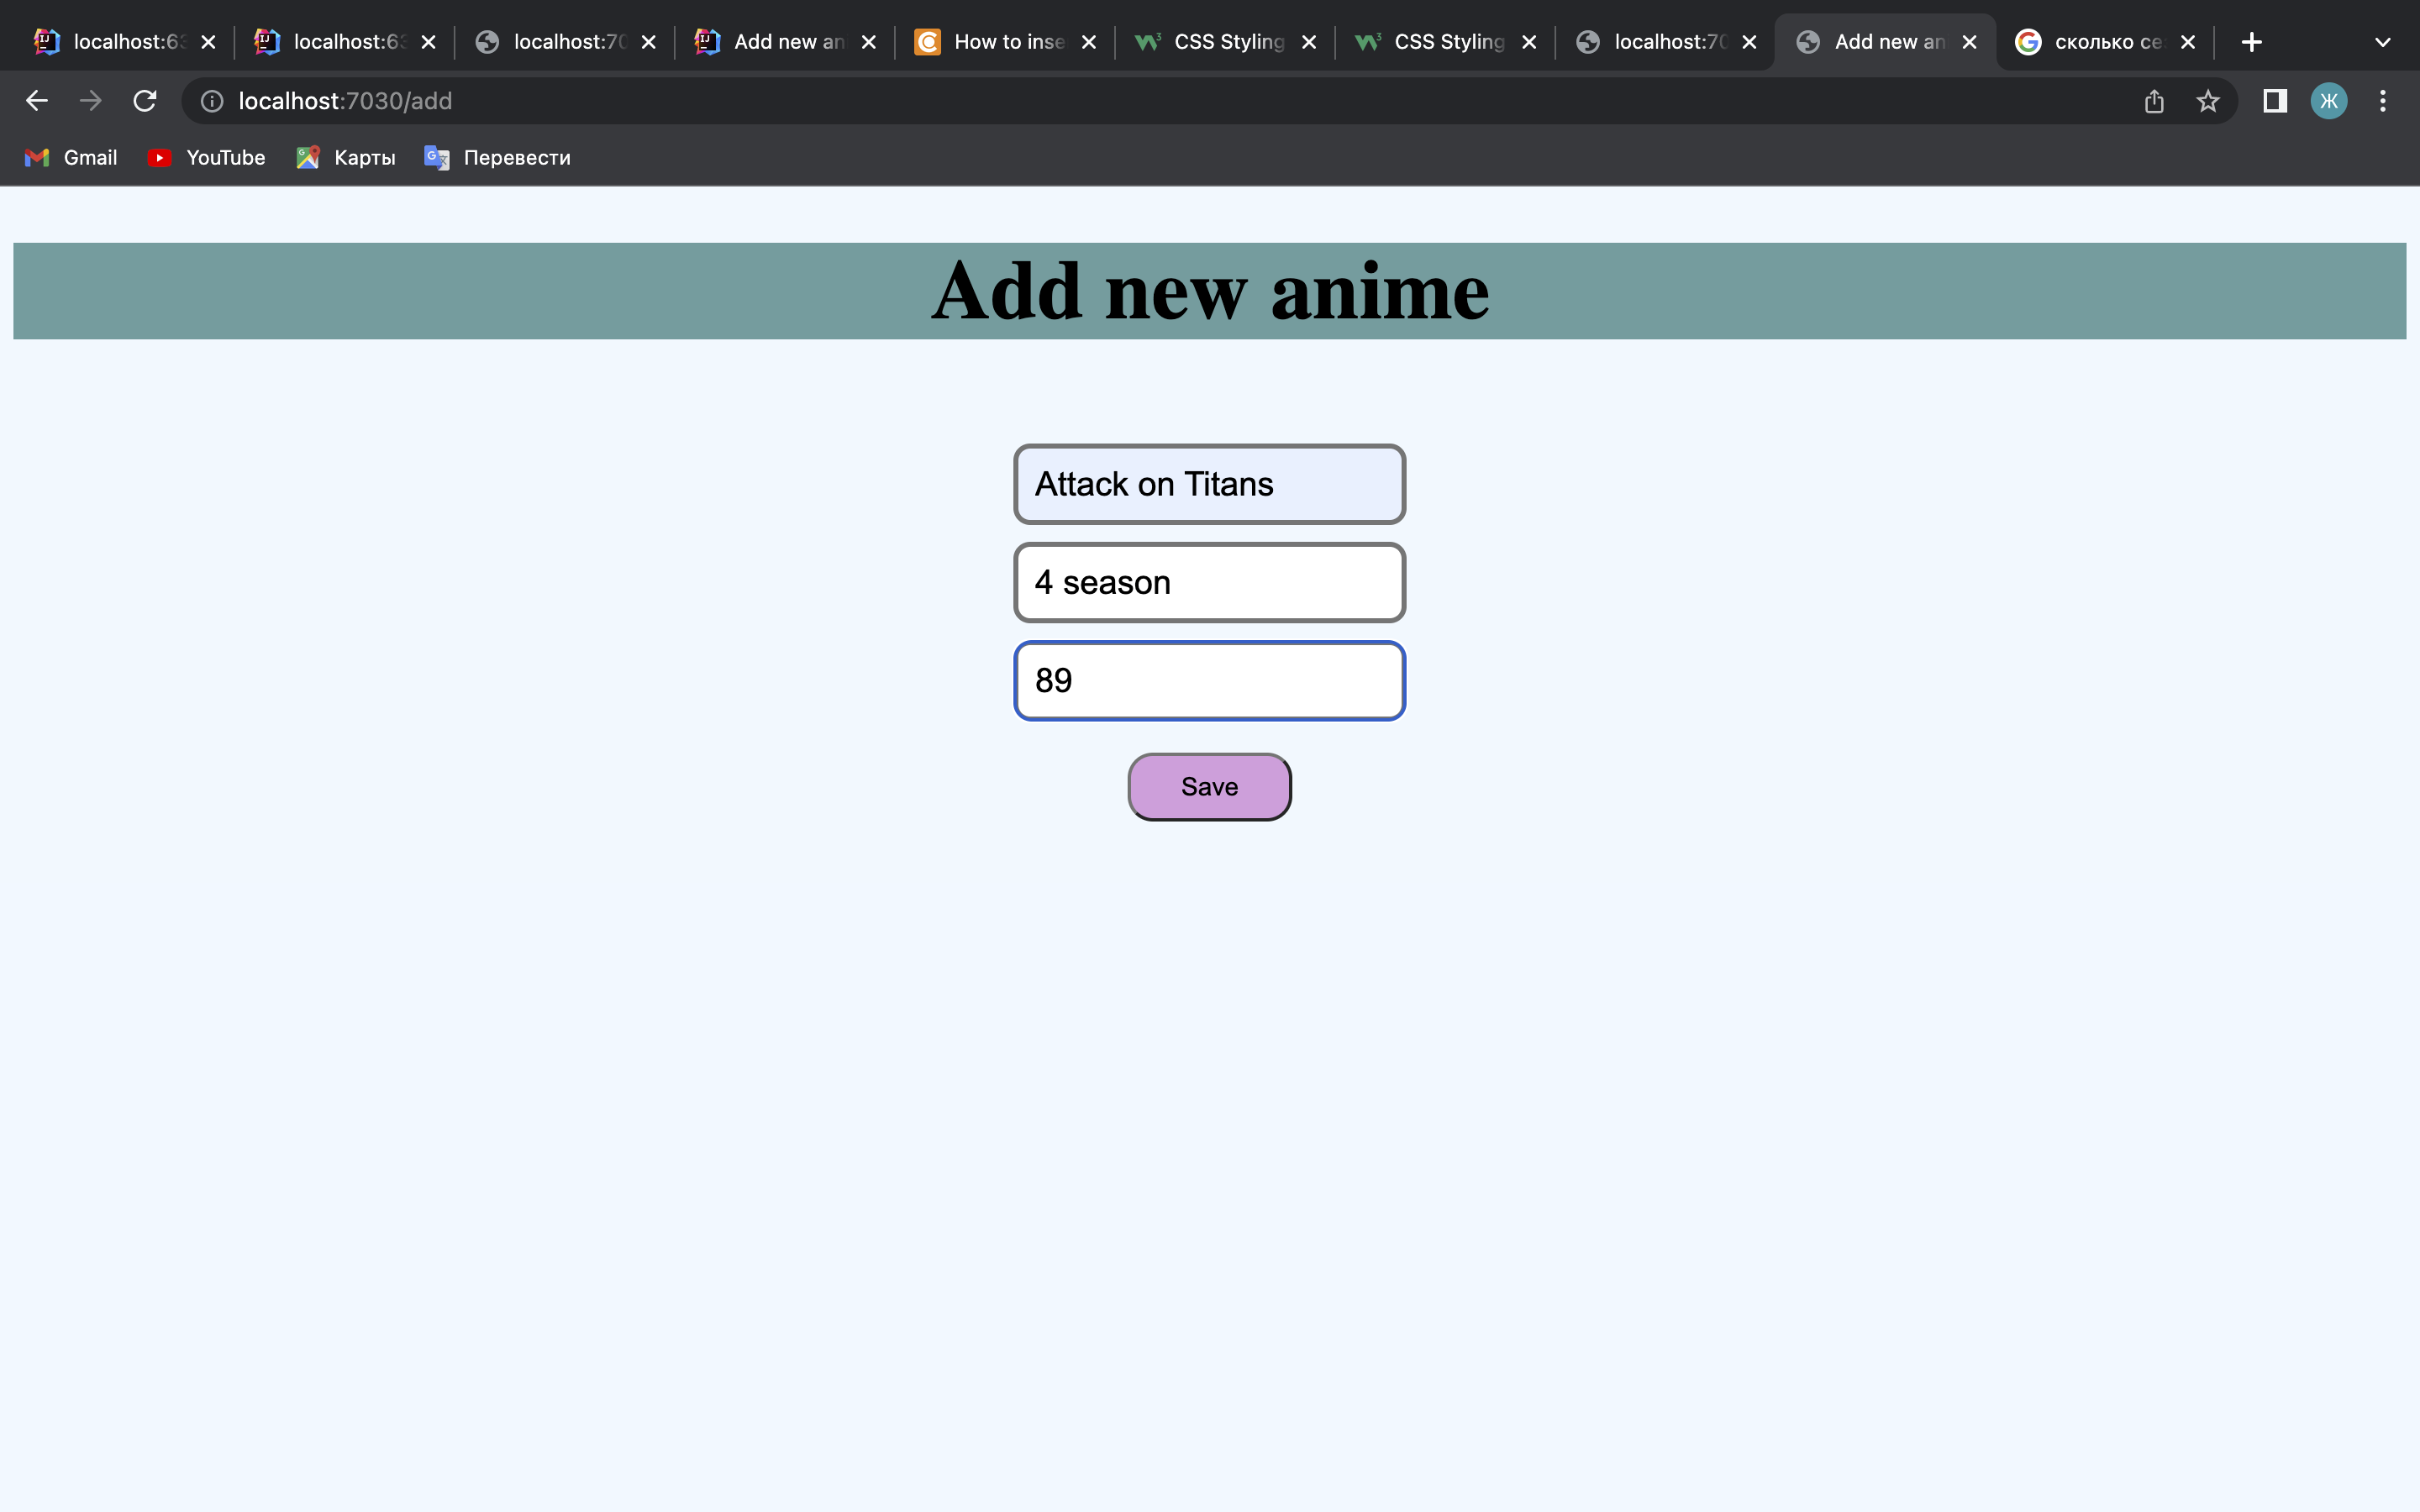 localhost:63
localhost:63
localhost:70
Add new an
How to inse
CSS Styling
CSS Styling
localhost:70
Add new an
сколько се
localhost:7030/add
Ж
Gmail
YouTube
Карты
Перевести
Add new anime
Attack on Titans
4 season
89
Save